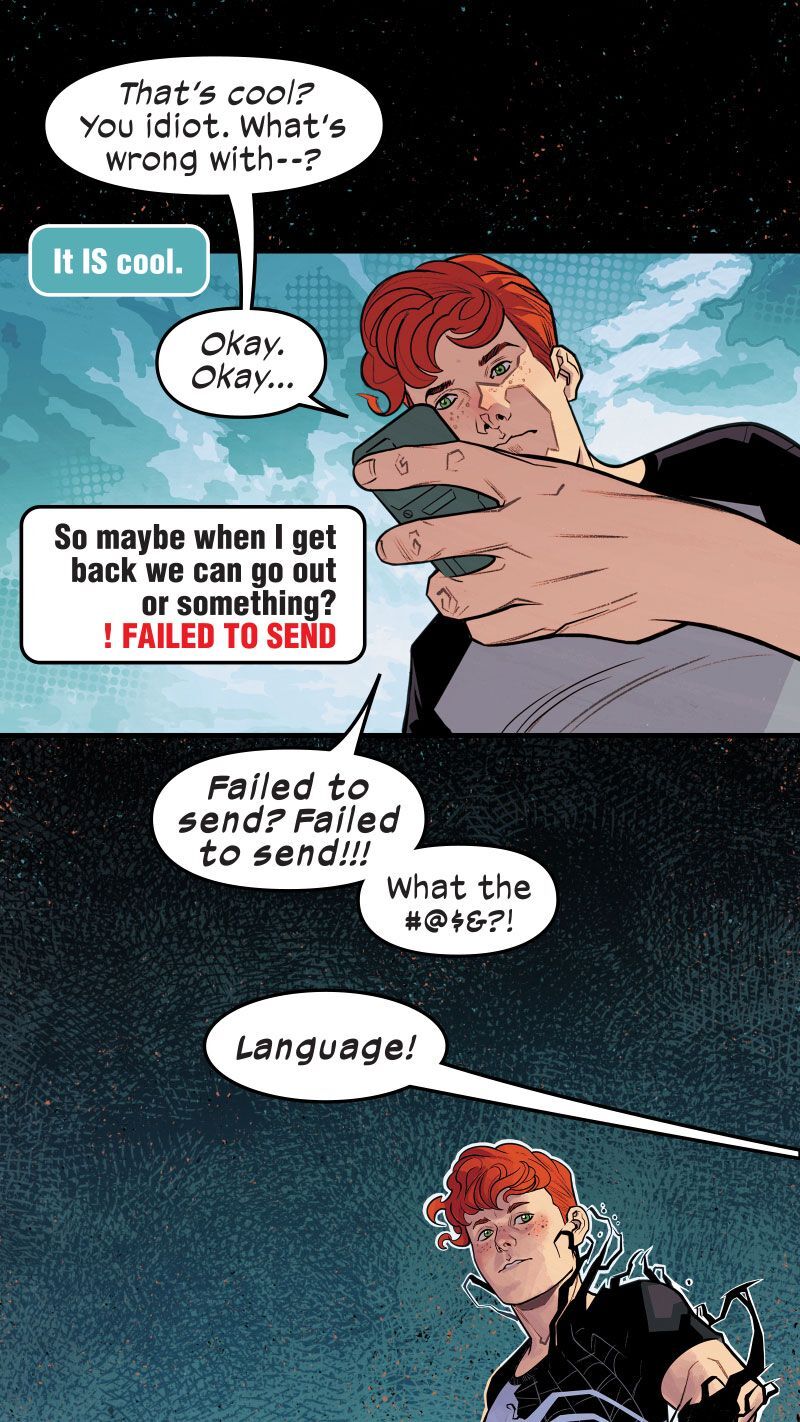 That's cool?
You idiot. What's
wrong with--?
It IS cool.
Okay.
Okay...
So maybe when I get
back we can go out
or something?
! FAILED TO SEND
Failed to
send? Failed
to send!!!
What the
#@$&?!
Language!